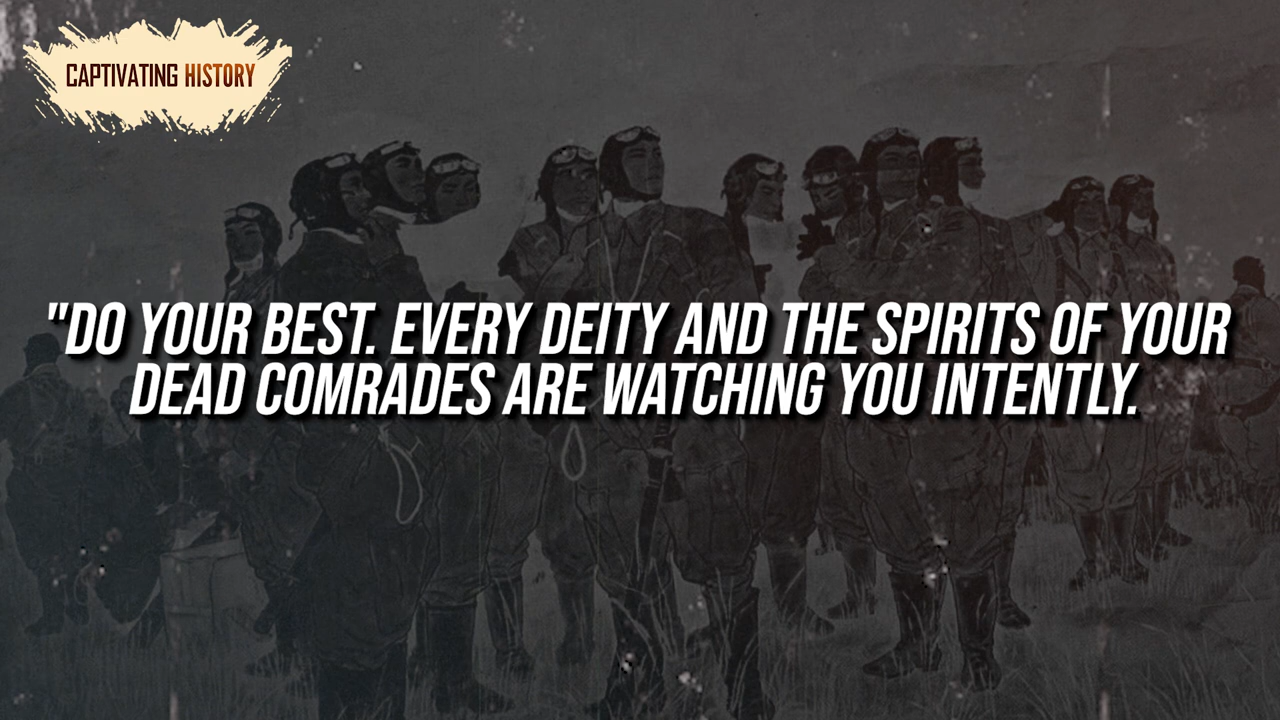 CAPTIVATING HISTORY
"DO YOUR BEST. EVERY DEITY AND THE SPIRITS OF YOUR
DEAD COMRADES ARE WATCHING YOU INTENTLY.